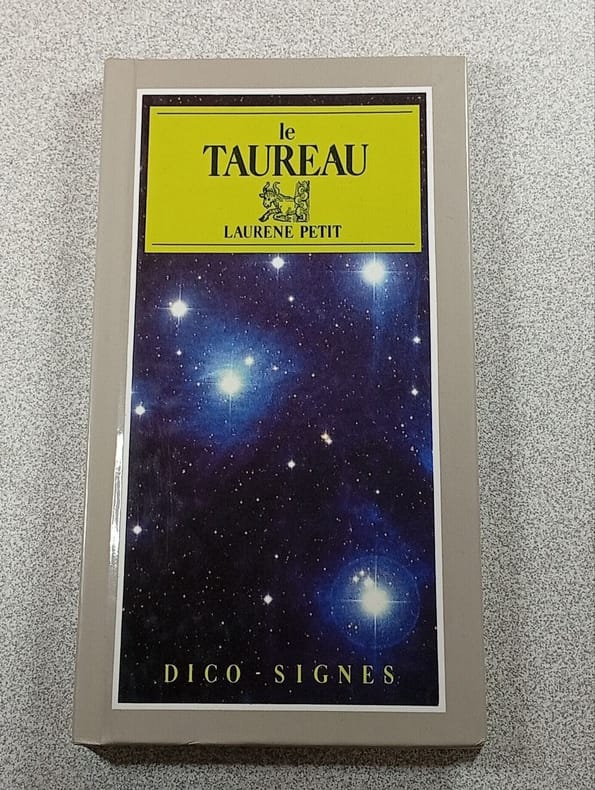 le
TAUREAU
LAURENE PETIT
DICO - SIGNES